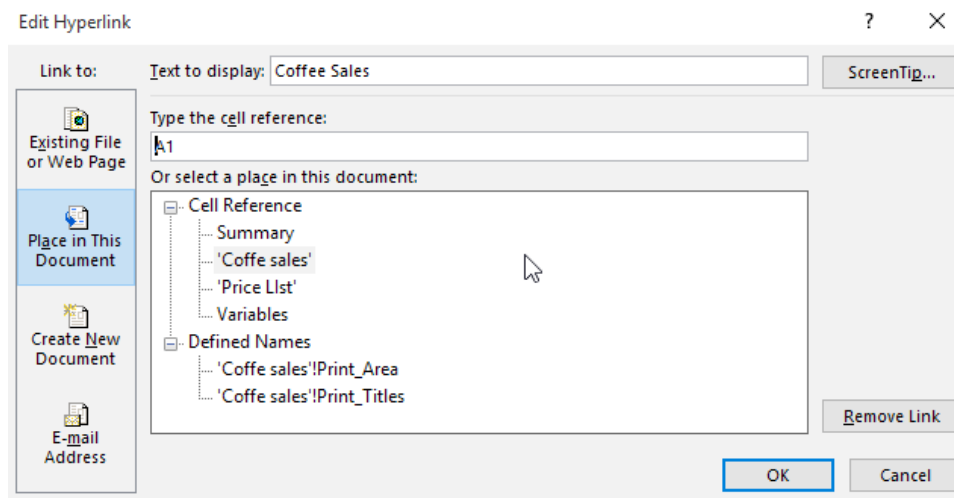 Edit Hyperlink
?
Link to:
Text to display:
Coffee Sales
ScreenTip...
Existing File
or Web Page
Type the cell reference:
A1
Or select a place in this document:
Place in This
Document
Cell Reference
Summary
'Coffe sales'
'Price LIst'
Variables
Defined Names
'Coffe sales'!Print_Area
'Coffe sales'!Print_Titles
Create New
Document
E-mail
Address
Remove Link
OK
Cancel